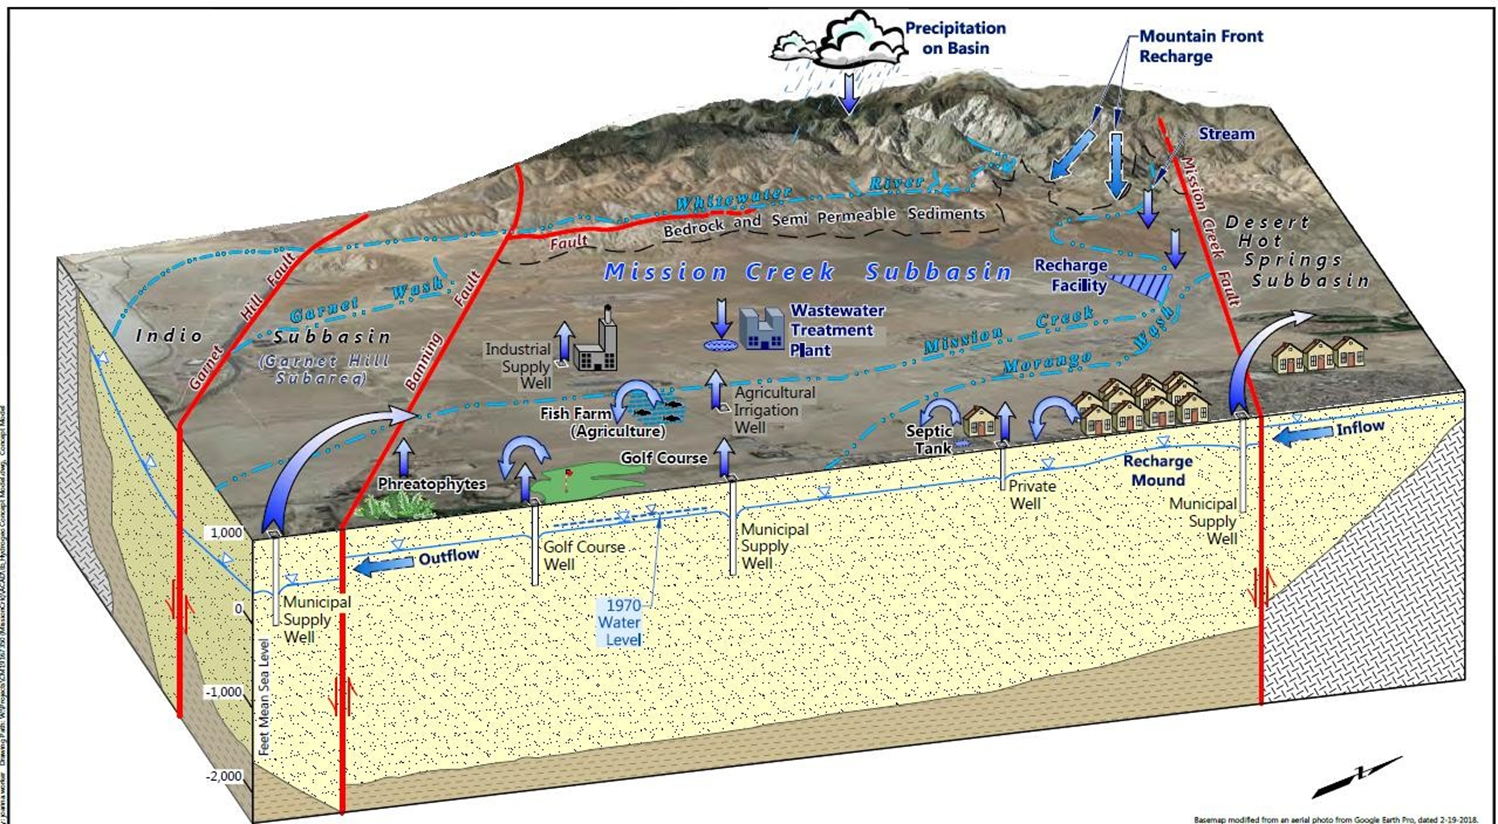 Precipitation
on Basin
Mountain Front
Recharge
Stream
Mission Creek Fault
Desert
Hot
Springs
Subbasin
Whitewater River
Fault
Bedrock and Semi Permeable Sediments
Mission Creek Subbasin
Recharge
Facility
Garnet Hill Fault
Garnet Wash
Banning Fault
Indio Subbasin
(Garnet Hill
Subarea)
Industrial
Supply
Well
Wastewater
Treatment
Plant
Mission Creek
Morongo Wash
Fish Farm
(Agriculture)
Agricultural
Irrigation
Well
Septic
Tank
Golf Course
Phreatophytes
Inflow
Recharge
Mound
Private
Well
Municipal
Supply
Well
Municipal
Supply
Well
Golf Course
Well
Outflow
1970
Water
Level
Municipal
Supply
Well
1,000
0
-1,000
-2,000
Feet Mean Sea Level
Basemap modified from an aerial photo from Google Earth Pro, dated 2-19-2018.